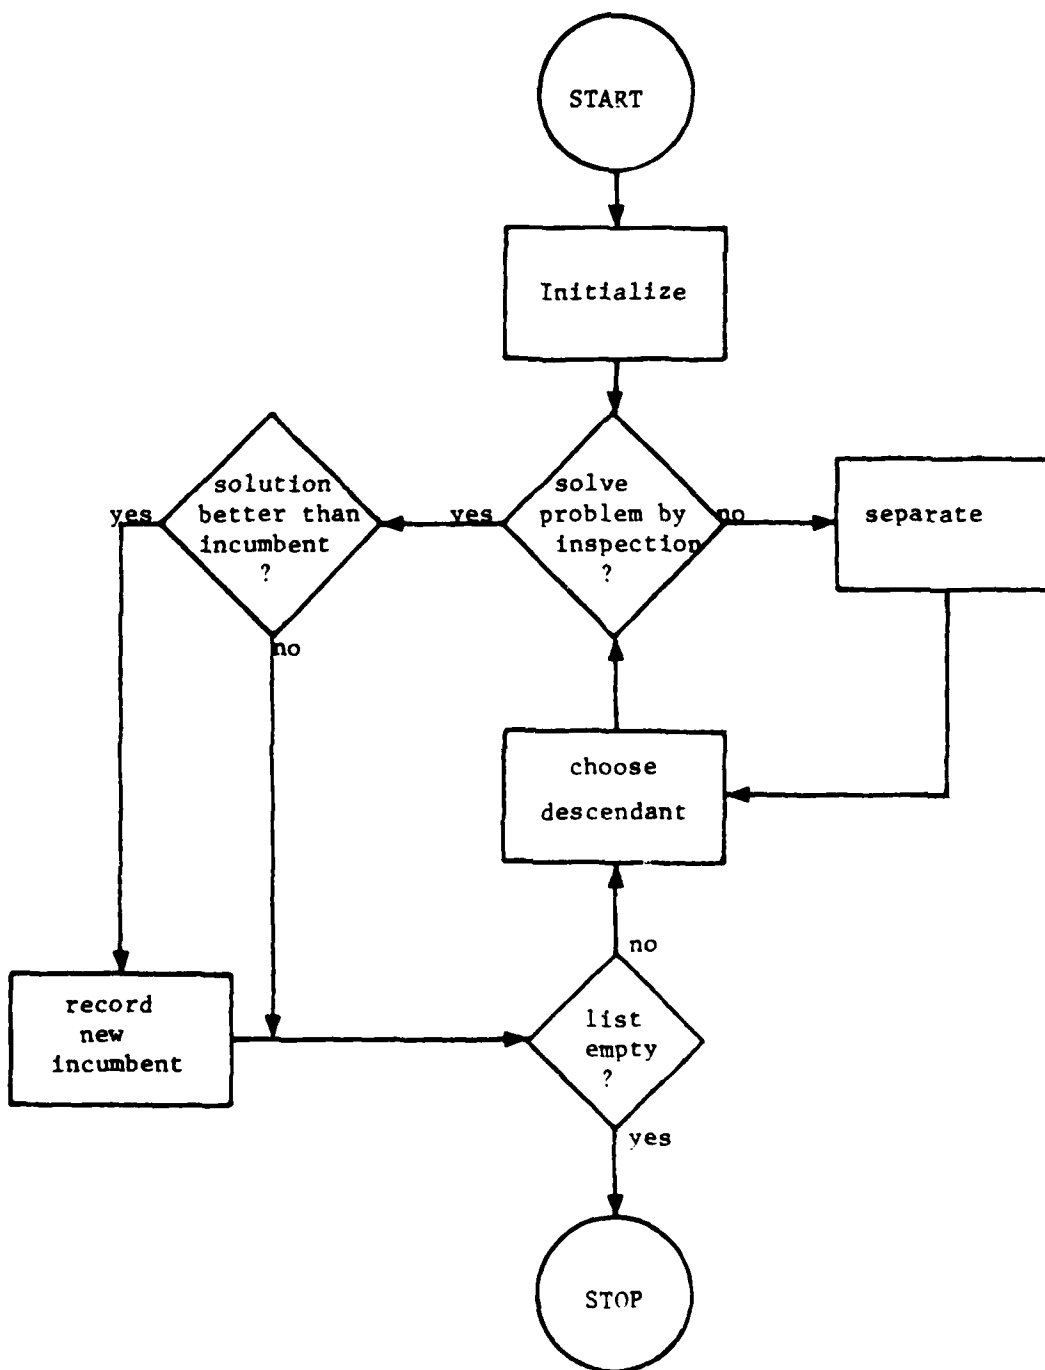 START
Initialize
solution
better than
incumbent
?
yes
no
solve
problem by
inspection
?
yes
no
separate
choose
descendant
no
record
new
incumbent
list
empty
?
yes
STOP